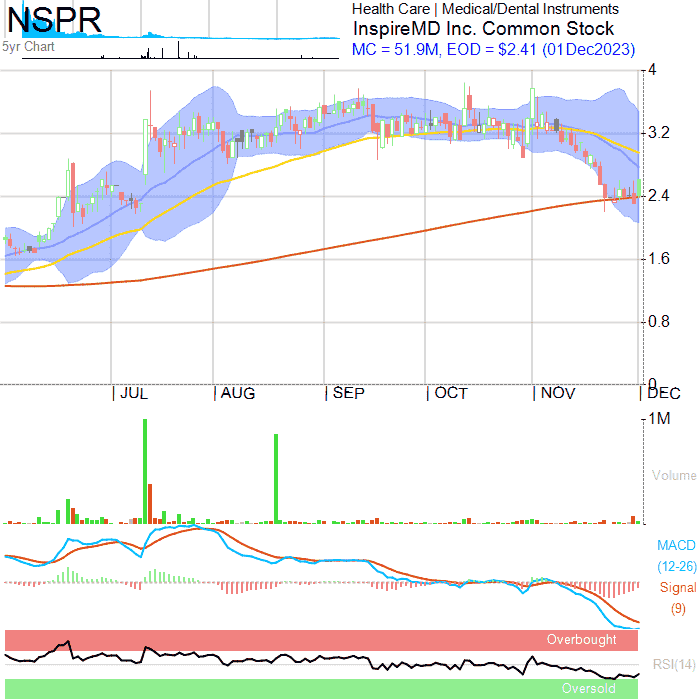 NSPR
Health Care | Medical/Dental Instruments
InspireMD Inc. Common Stock
5yr Chart
MC = 51.9M, EOD = $2.41 (01Dec2023)
4
3.2
2.4
1.6
0.8
0
| JUL | AUG | SEP | OCT | NOV | DEC
1M
Volume
MACD
(12-26)
Signal
(9)
Overbought
RSI(14)
Oversold